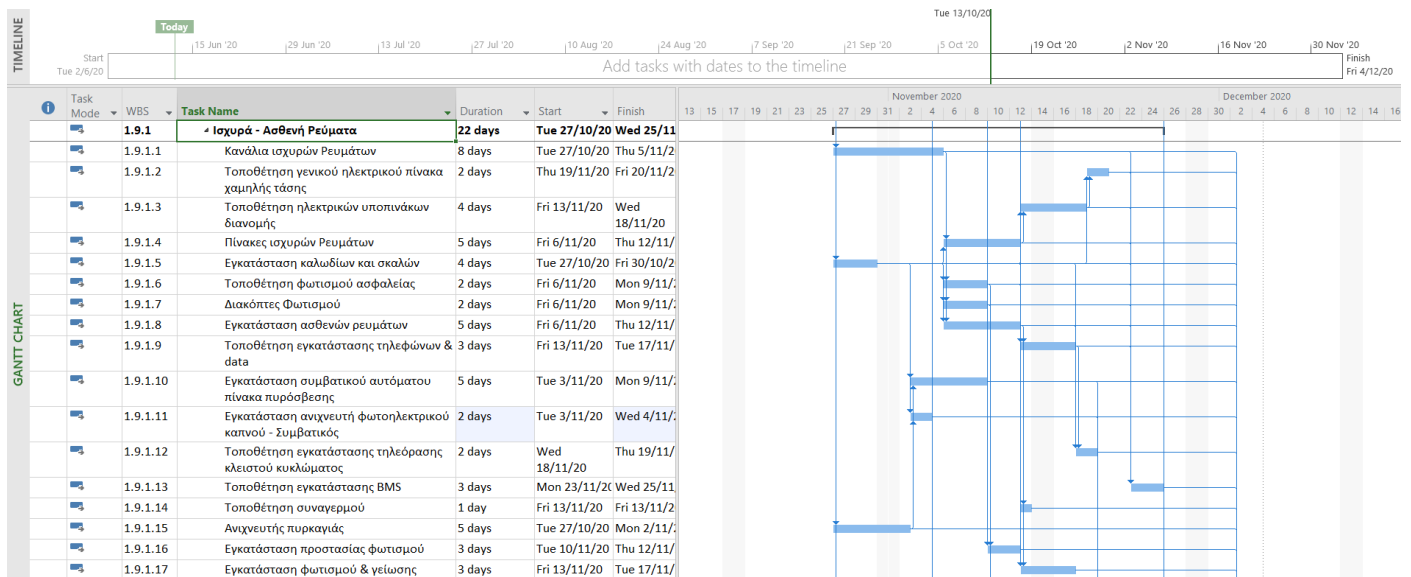 Tue 13/10/20
TIMELINE
Today
15 Jun '20 29 Jun '20 13 Jul '20 27 Jul '20 10 Aug '20 24 Aug '20 7 Sep '20 21 Sep '20 5 Oct '20 19 Oct '20 2 Nov '20 16 Nov '20 30 Nov '20
Start
Tue 2/6/20
Add tasks with dates to the timeline
Finish
Fri 4/12/20
GANTT CHART
Task Mode WBS Task Name Duration Start Finish
November 2020 December 2020
13 15 17 19 21 23 25 27 29 31 2 4 6 8 10 12 14 16 18 20 22 24 26 28 30 2 4 6 8 10 12 14 16
1.9.1 Ισχυρά - Ασθενή Ρεύματα 22 days Tue 27/10/20 Wed 25/11
1.9.1.1 Κανάλια ισχυρών Ρευμάτων 8 days Tue 27/10/20 Thu 5/11/2
1.9.1.2 Τοποθέτηση γενικού ηλεκτρικού πίνακα 2 days Thu 19/11/20 Fri 20/11/2
χαμηλής τάσης
1.9.1.3 Τοποθέτηση ηλεκτρικών υποπινάκων 4 days Fri 13/11/20 Wed
διανομής 18/11/20
1.9.1.4 Πίνακες ισχυρών Ρευμάτων 5 days Fri 6/11/20 Thu 12/11/
1.9.1.5 Εγκατάσταση καλωδίων και σκαλών 4 days Tue 27/10/20 Fri 30/10/2
1.9.1.6 Τοποθέτηση φωτισμού ασφαλείας 2 days Fri 6/11/20 Mon 9/11/
1.9.1.7 Διακόπτες Φωτισμού 2 days Fri 6/11/20 Mon 9/11/
1.9.1.8 Εγκατάσταση ασθενών ρευμάτων 5 days Fri 6/11/20 Thu 12/11/
1.9.1.9 Τοποθέτηση εγκατάστασης τηλεφώνων & 3 days Fri 13/11/20 Tue 17/11/
data
1.9.1.10 Εγκατάσταση συμβατικού αυτόματου 5 days Tue 3/11/20 Mon 9/11/
πίνακα πυρόσβεσης
1.9.1.11 Εγκατάσταση ανιχνευτή φωτοηλεκτρικού 2 days Tue 3/11/20 Wed 4/11/
καπνού - Συμβατικός
1.9.1.12 Τοποθέτηση εγκατάστασης τηλεόρασης 2 days Wed Thu 19/11/
κλειστού κυκλώματος 18/11/20
1.9.1.13 Τοποθέτηση εγκατάστασης BMS 3 days Mon 23/11/20 Wed 25/11
1.9.1.14 Τοποθέτηση συναγερμού 1 day Fri 13/11/20 Fri 13/11/2
1.9.1.15 Ανιχνευτής πυρκαγιάς 5 days Tue 27/10/20 Mon 2/11/
1.9.1.16 Εγκατάσταση προστασίας φωτισμού 3 days Tue 10/11/20 Thu 12/11/
1.9.1.17 Εγκατάσταση φωτισμού & γείωσης 3 days Fri 13/11/20 Tue 17/11/